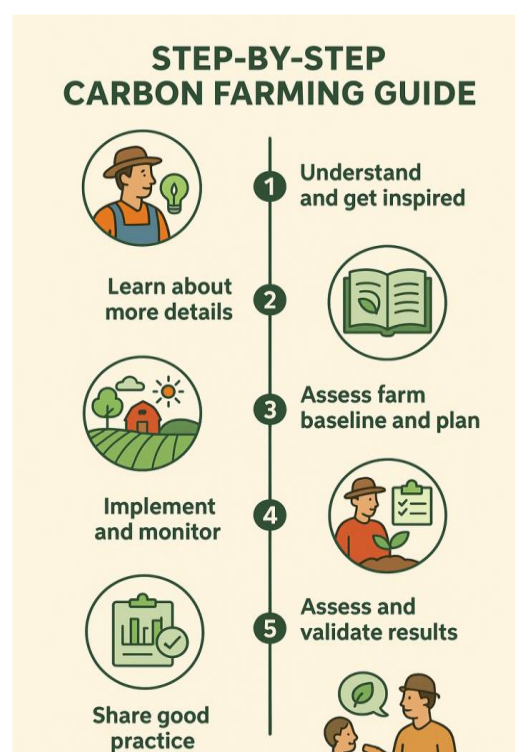 STEP-BY-STEP
CARBON FARMING GUIDE
1
Understand
and get inspired
2
Learn about
more details
3
Assess farm
baseline and plan
4
Implement
and monitor
5
Assess and
validate results
Share good
practice